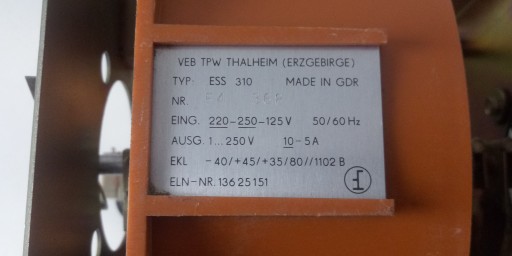 VEB TPW THALHEIM (ERZGEBIRGE)
TYP: ESS 310 MADE IN GDR
NR.
EING. 220-250-125 V 50/60 Hz
AUSG. 1...250 V 10-5 A
EKL -40/+45/+35/80//1102 B
ELN-NR. 136 25 151